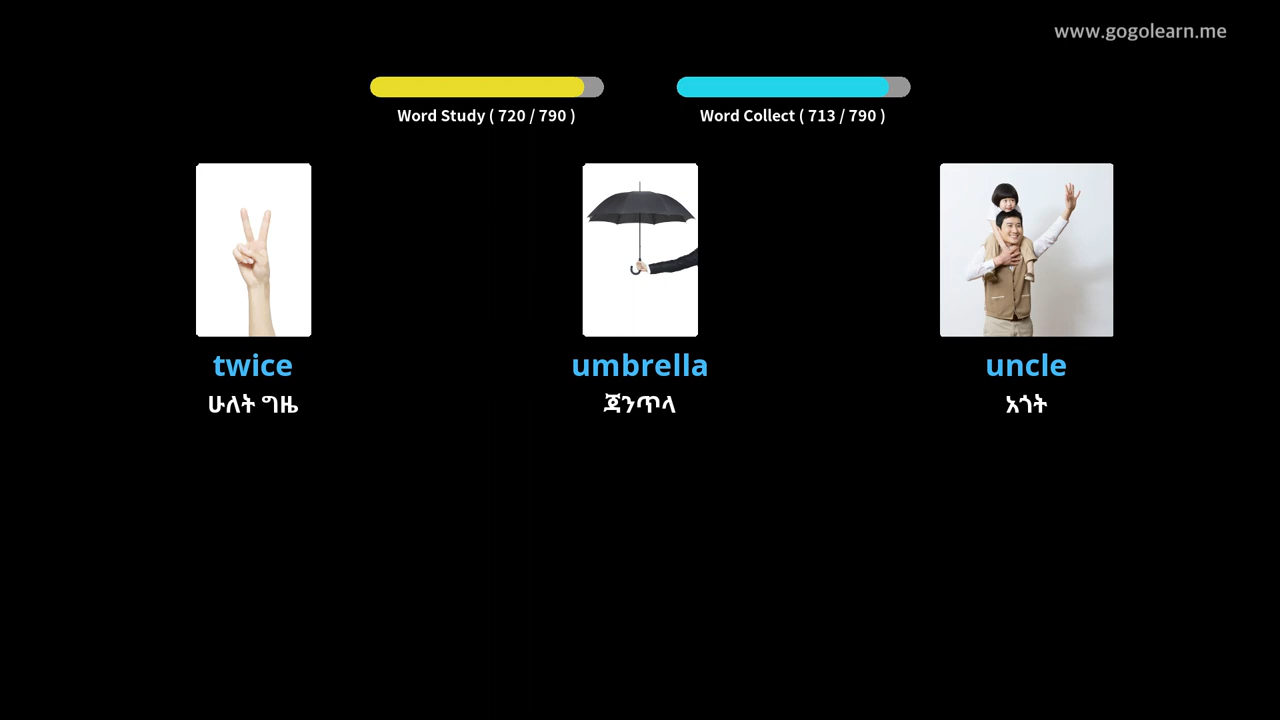 www.gogolearn.me
Word Study ( 720 / 790 )
Word Collect ( 713 / 790 )
twice
umbrella
uncle
ሁለት ግዜ
ጃንጥላ
አጎት